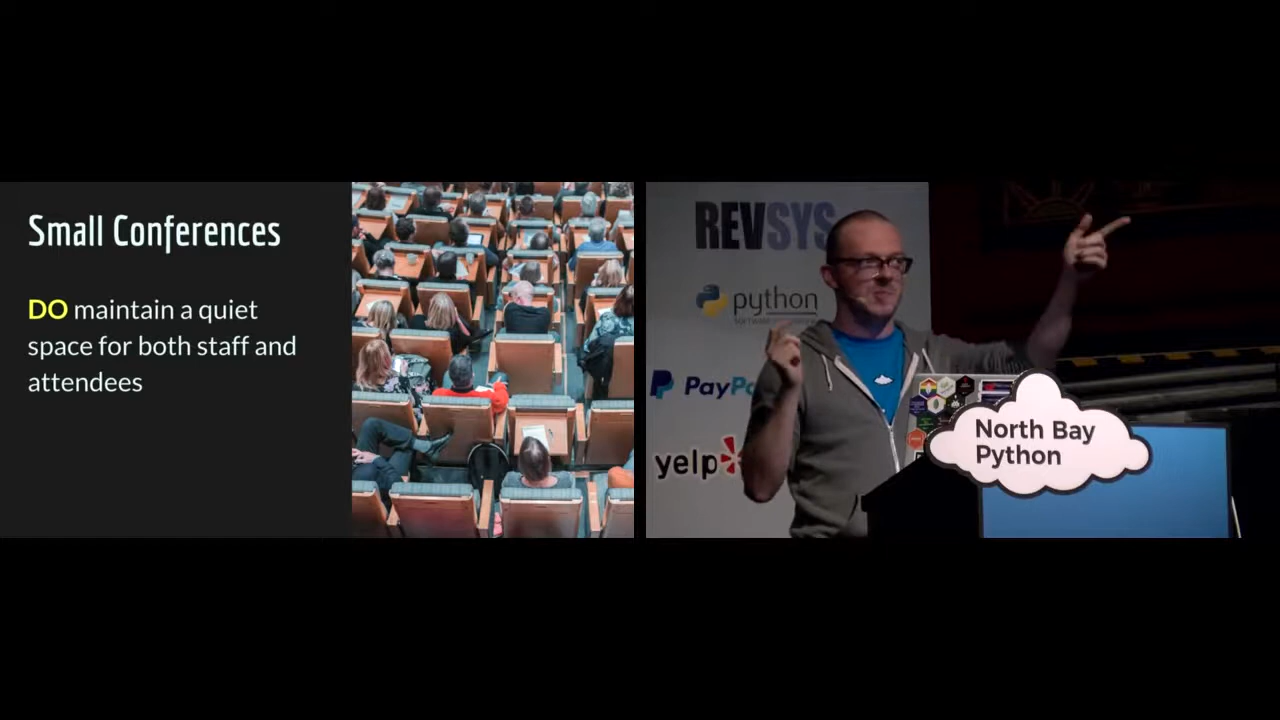 Small Conferences
DO maintain a quiet
space for both staff and
attendees
REVSYS
python
PayPa
yelp
North Bay
Python